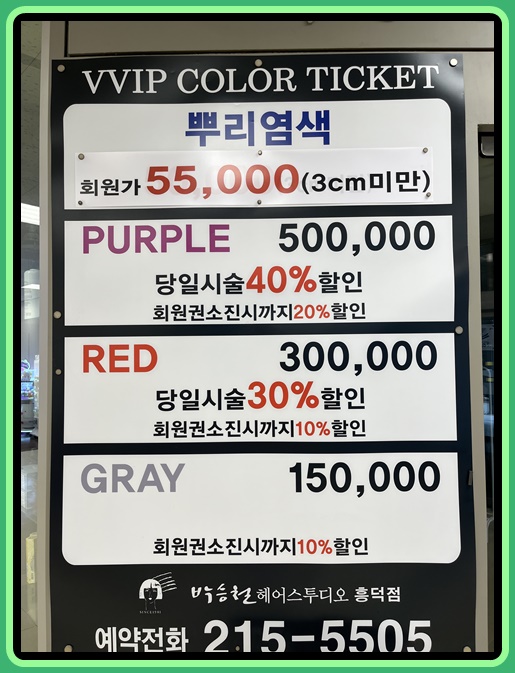 VVIP COLOR TICKET
뿌리염색
회원가 55,000(3cm미만)
PURPLE 500,000
당일시술40%할인
회원권소진시까지20%할인
RED 300,000
당일시술30%할인
회원권소진시까지10%할인
GRAY 150,000
회원권소진시까지10%할인
박승철헤어스투디오 흥덕점
예약전화 215-5505